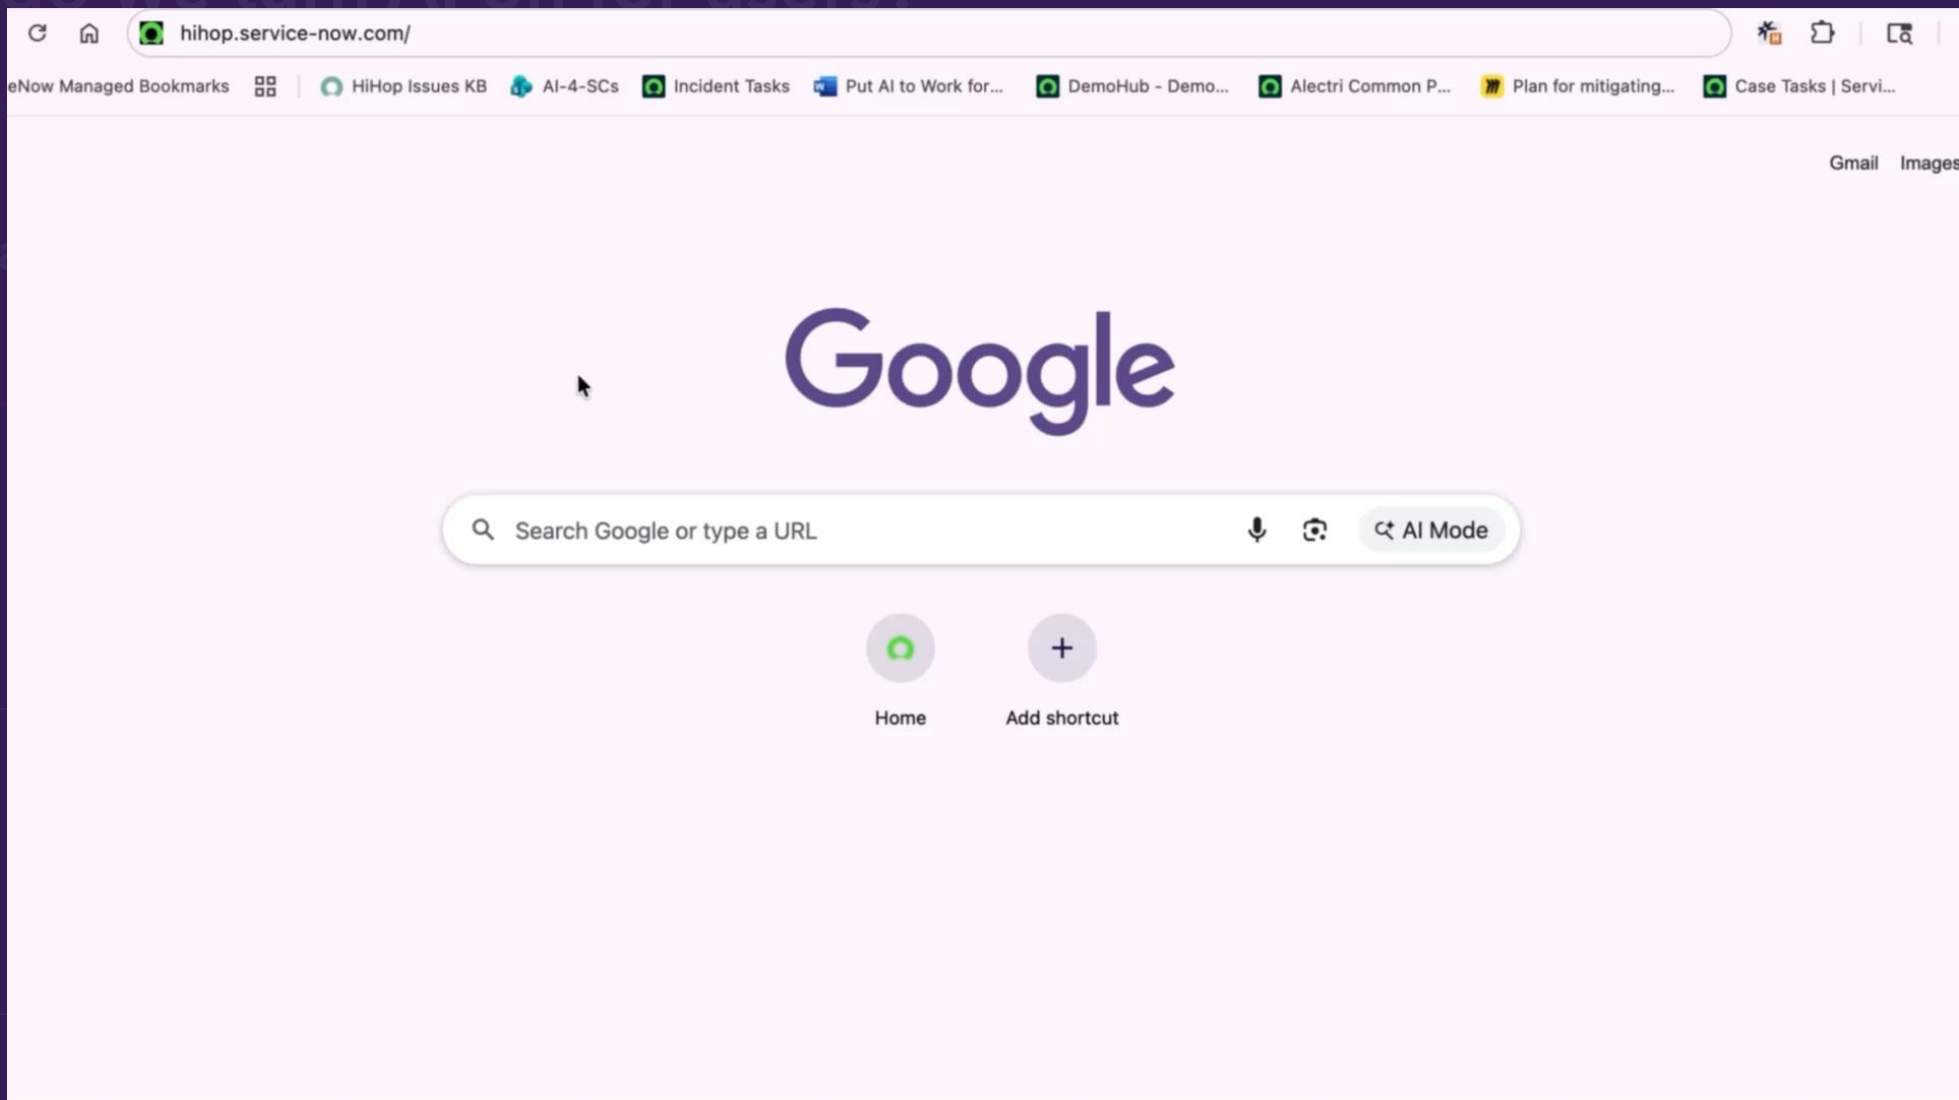 hihop.service-now.com/
eNow Managed Bookmarks HiHop Issues KB AI-4-SCs Incident Tasks Put AI to Work for... DemoHub - Demo... Alectri Common P... Plan for mitigating... Case Tasks | Servi...
Gmail Images
Google
Search Google or type a URL AI Mode
Home Add shortcut